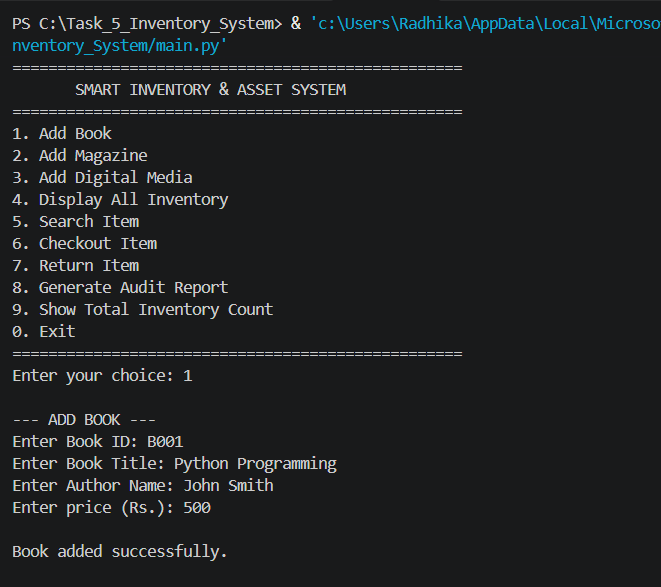 PS C:\Task_5_Inventory_System> & 'c:\Users\Radhika\AppData\Local\Microso
nventory_System/main.py'
==================================================
SMART INVENTORY & ASSET SYSTEM
==================================================
1. Add Book
2. Add Magazine
3. Add Digital Media
4. Display All Inventory
5. Search Item
6. Checkout Item
7. Return Item
8. Generate Audit Report
9. Show Total Inventory Count
0. Exit
==================================================
Enter your choice: 1

--- ADD BOOK ---
Enter Book ID: B001
Enter Book Title: Python Programming
Enter Author Name: John Smith
Enter price (Rs.): 500

Book added successfully.